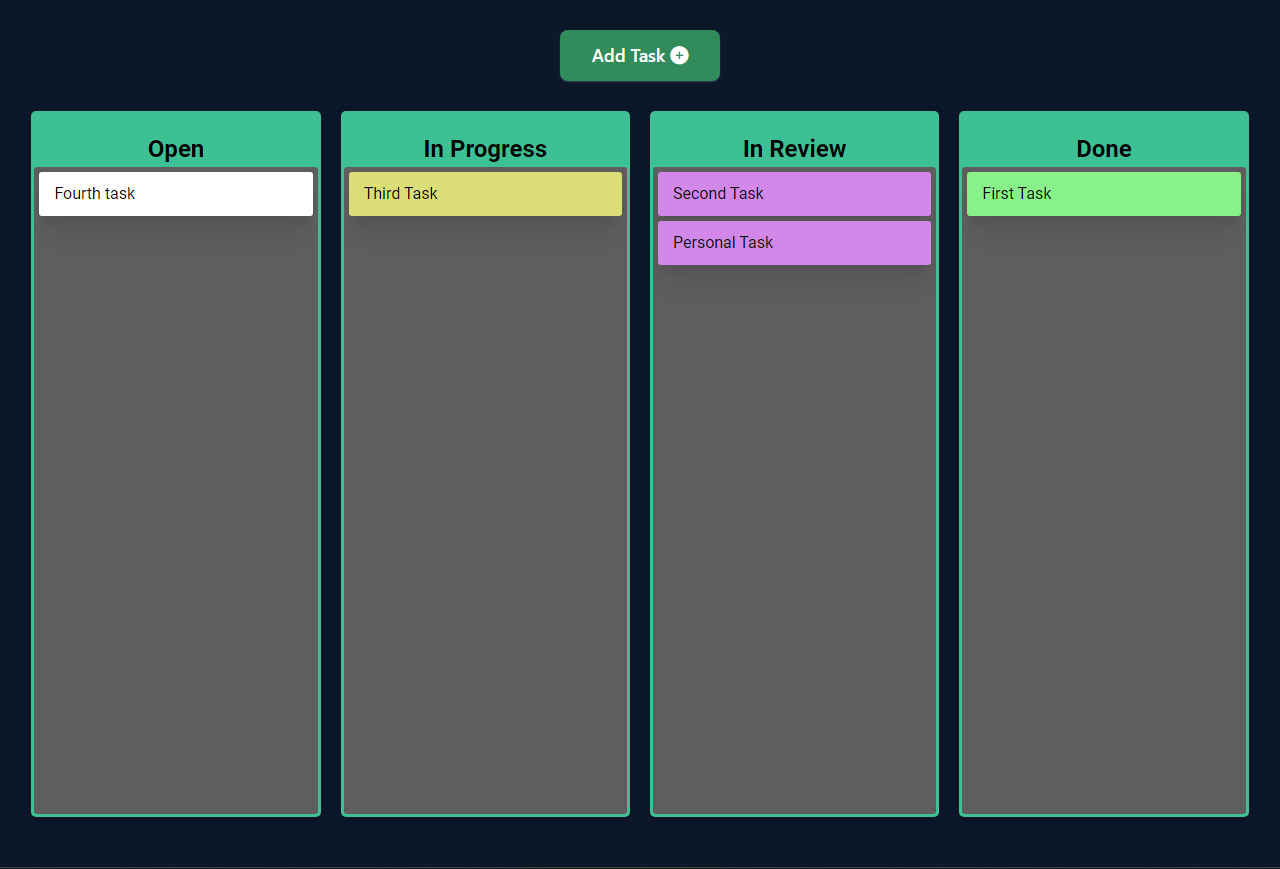 Add Task
Open
Fourth task
In Progress
Third Task
In Review
Second Task
Personal Task
Done
First Task